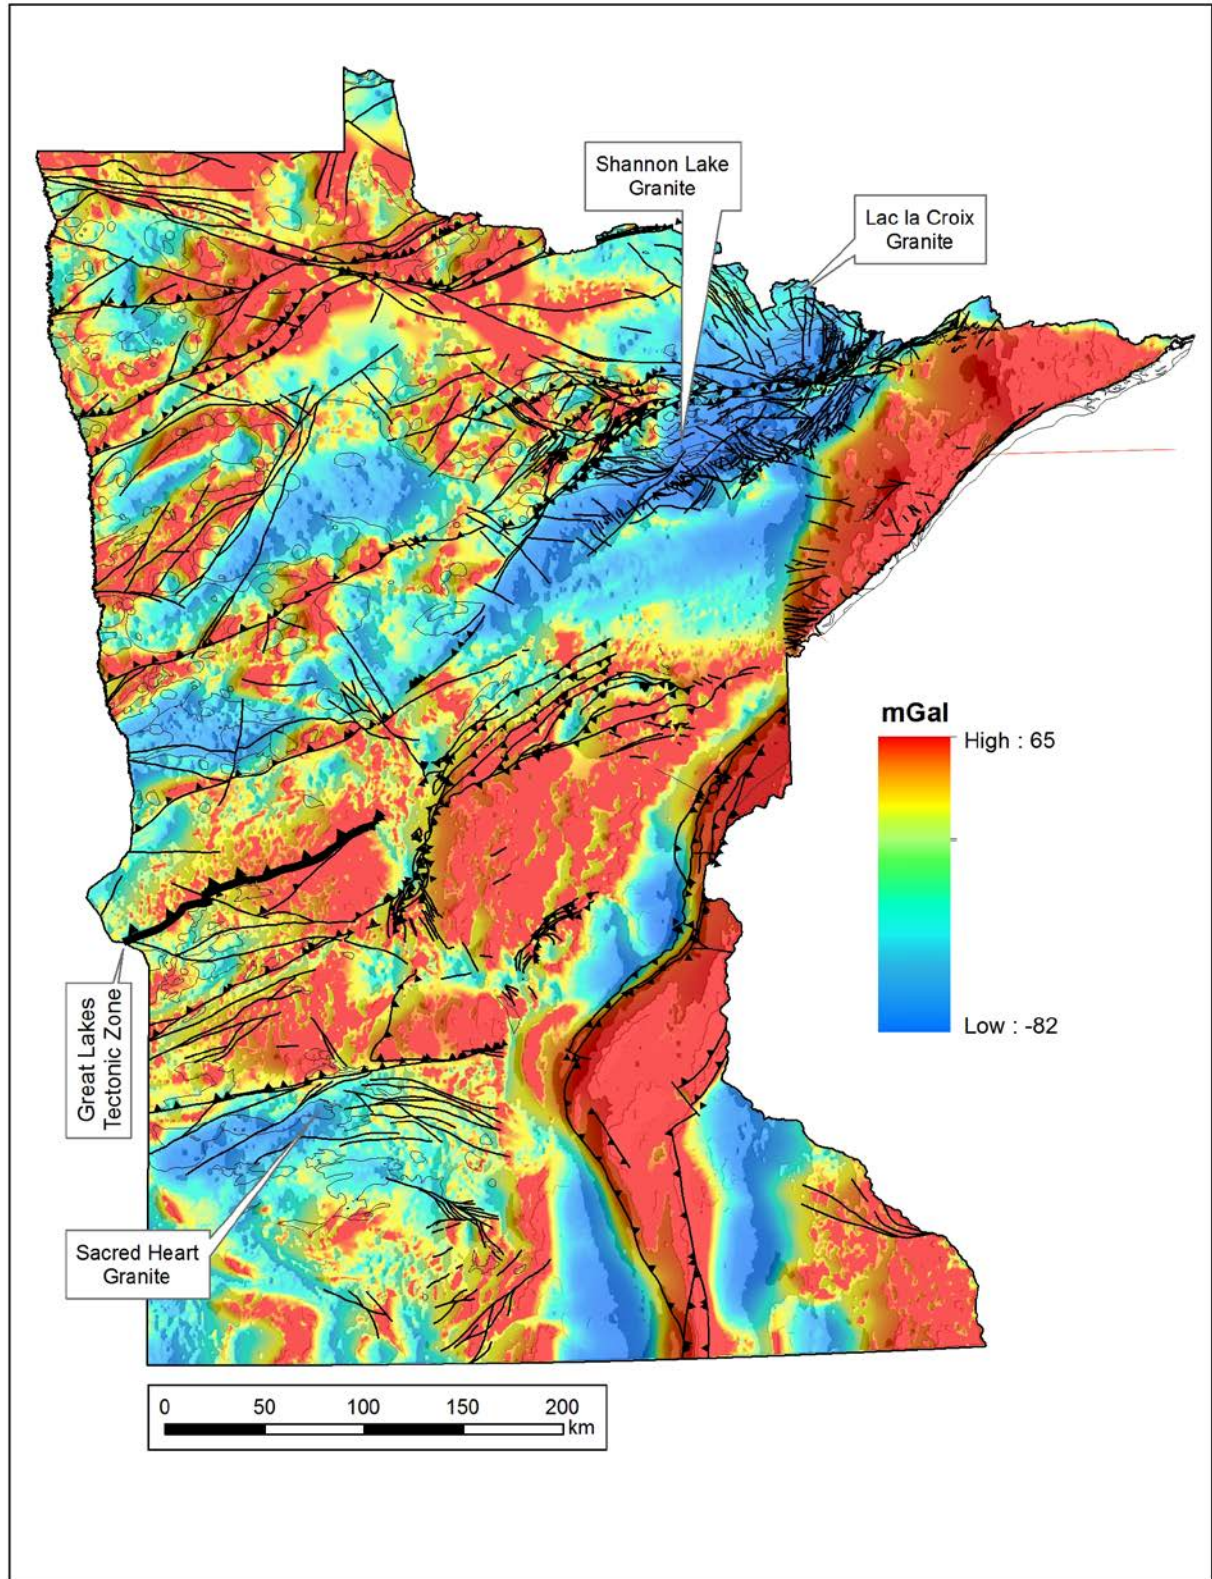 Shannon Lake
Granite
Lac la Croix
Granite
mGal
High : 65
Low : -82
Great Lakes
Tectonic Zone
Sacred Heart
Granite
0 50 100 150 200
km